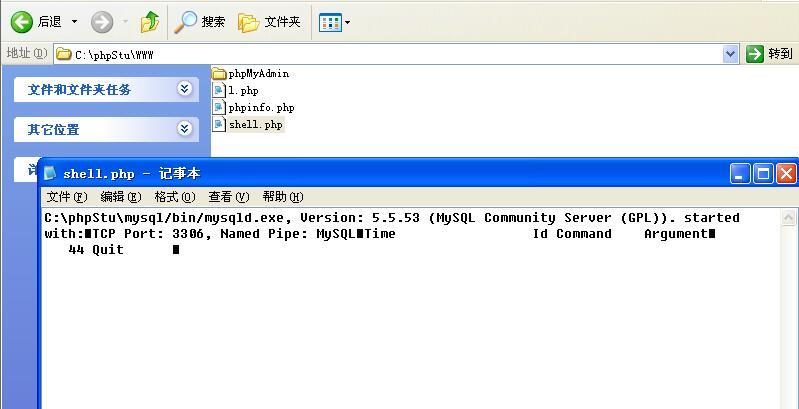 后退 搜索 文件夹
地址(D) C:\phpStu\WWW 转到
文件和文件夹任务
其它位置
phpMyAdmin
l.php
phpinfo.php
shell.php
shell.php - 记事本
文件(F) 编辑(E) 格式(O) 查看(V) 帮助(H)
C:\phpStu\mysql/bin/mysqld.exe, Version: 5.5.53 (MySQL Community Server (GPL)). started
with:■TCP Port: 3306, Named Pipe: MySQL■Time Id Command Argument■
44 Quit ■